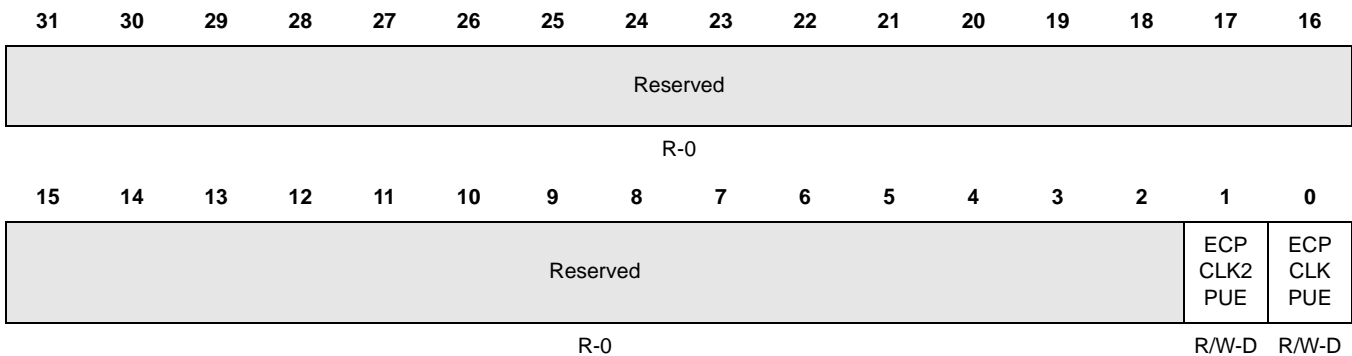 31 30 29 28 27 26 25 24 23 22 21 20 19 18 17 16
Reserved
R-0
15 14 13 12 11 10 9 8 7 6 5 4 3 2 1 0
Reserved
ECP
CLK2
PUE
ECP
CLK
PUE
R-0 R/W-D R/W-D